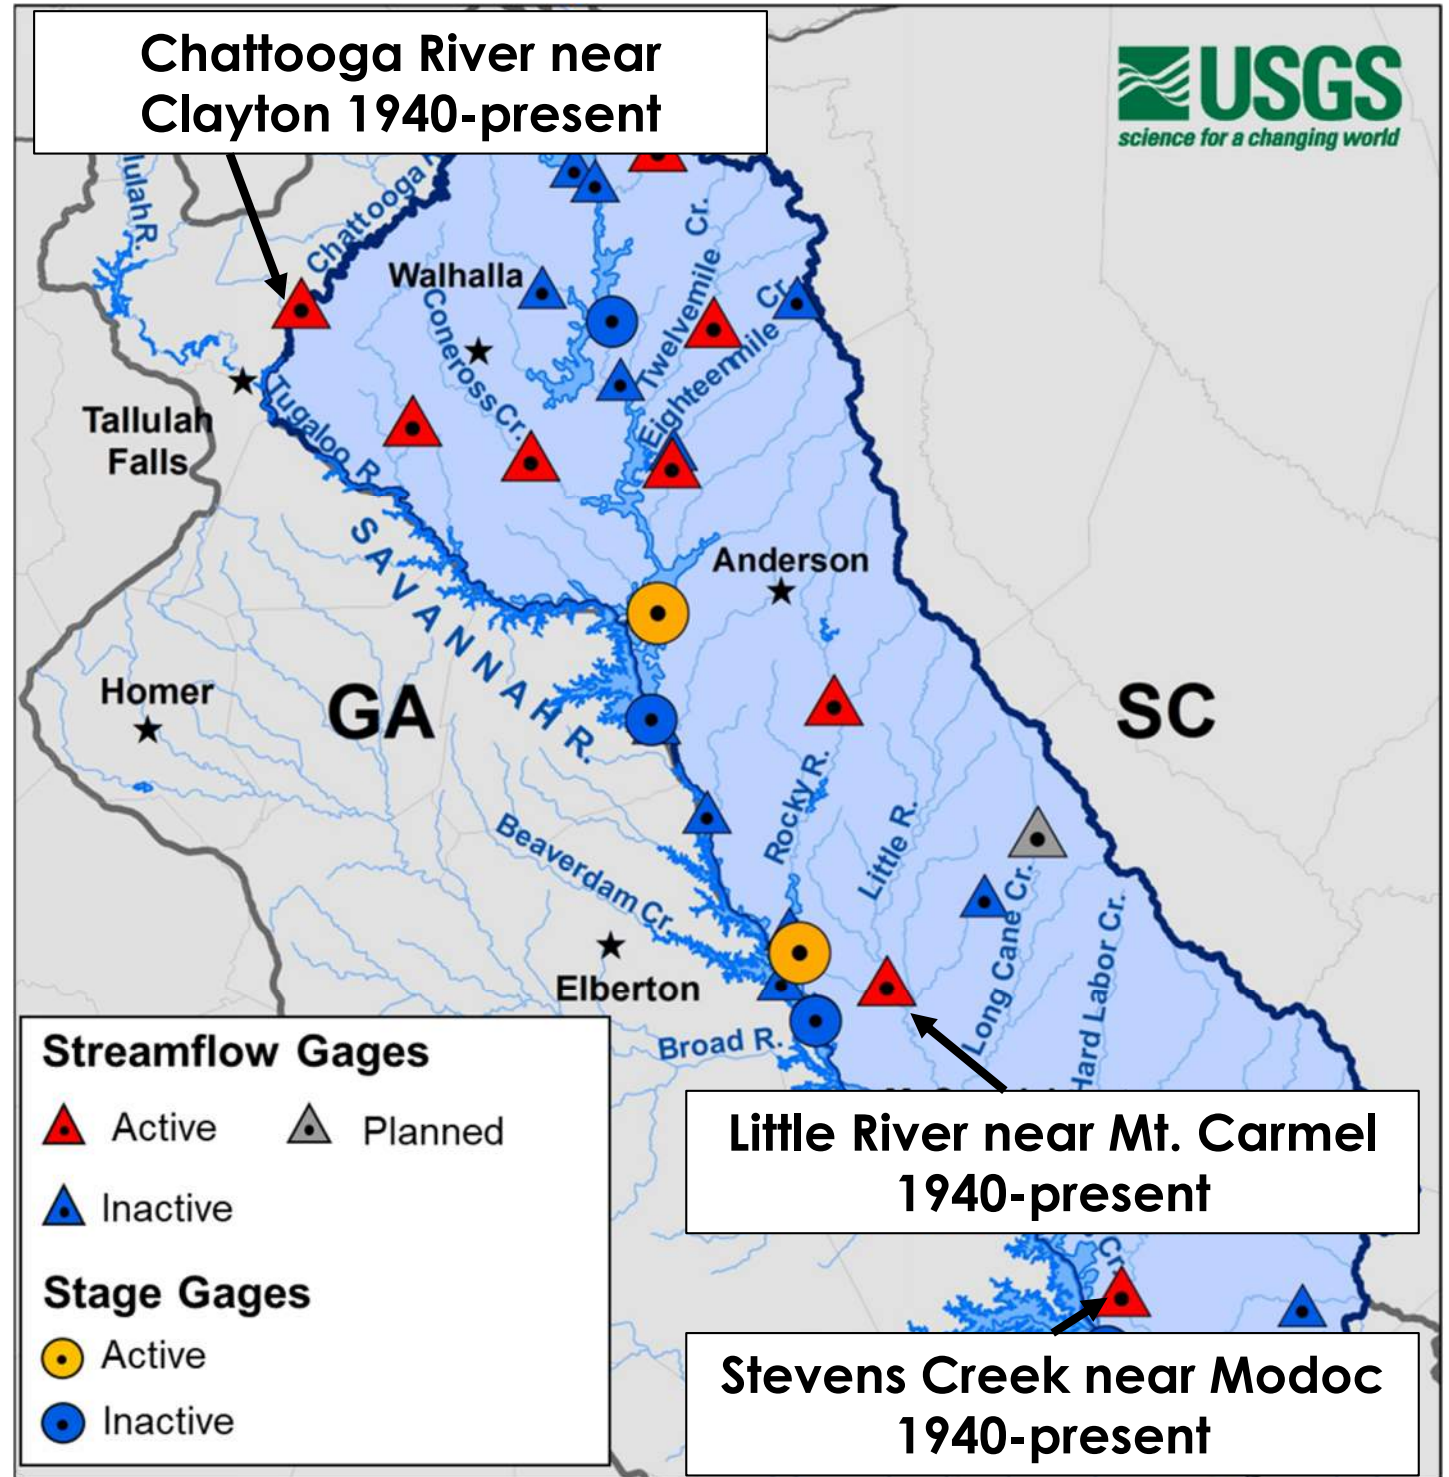 Chattooga River near
Clayton 1940-present
USGS
science for a changing world
Chattooga
Walhalla
Coneross Cr.
Twelvemile Cr.
Eighteenmile Cr.
Tallulah
Falls
Tugaloo R.
SAVANNAH R.
Anderson
Homer
GA
SC
Rocky R.
Little R.
Beaverdam Cr.
Long Cane Cr.
Hard Labor Cr.
Elberton
Broad R.
Streamflow Gages
Active
Planned
Inactive
Stage Gages
Active
Inactive
Little River near Mt. Carmel
1940-present
Cr.
Stevens Creek near Modoc
1940-present